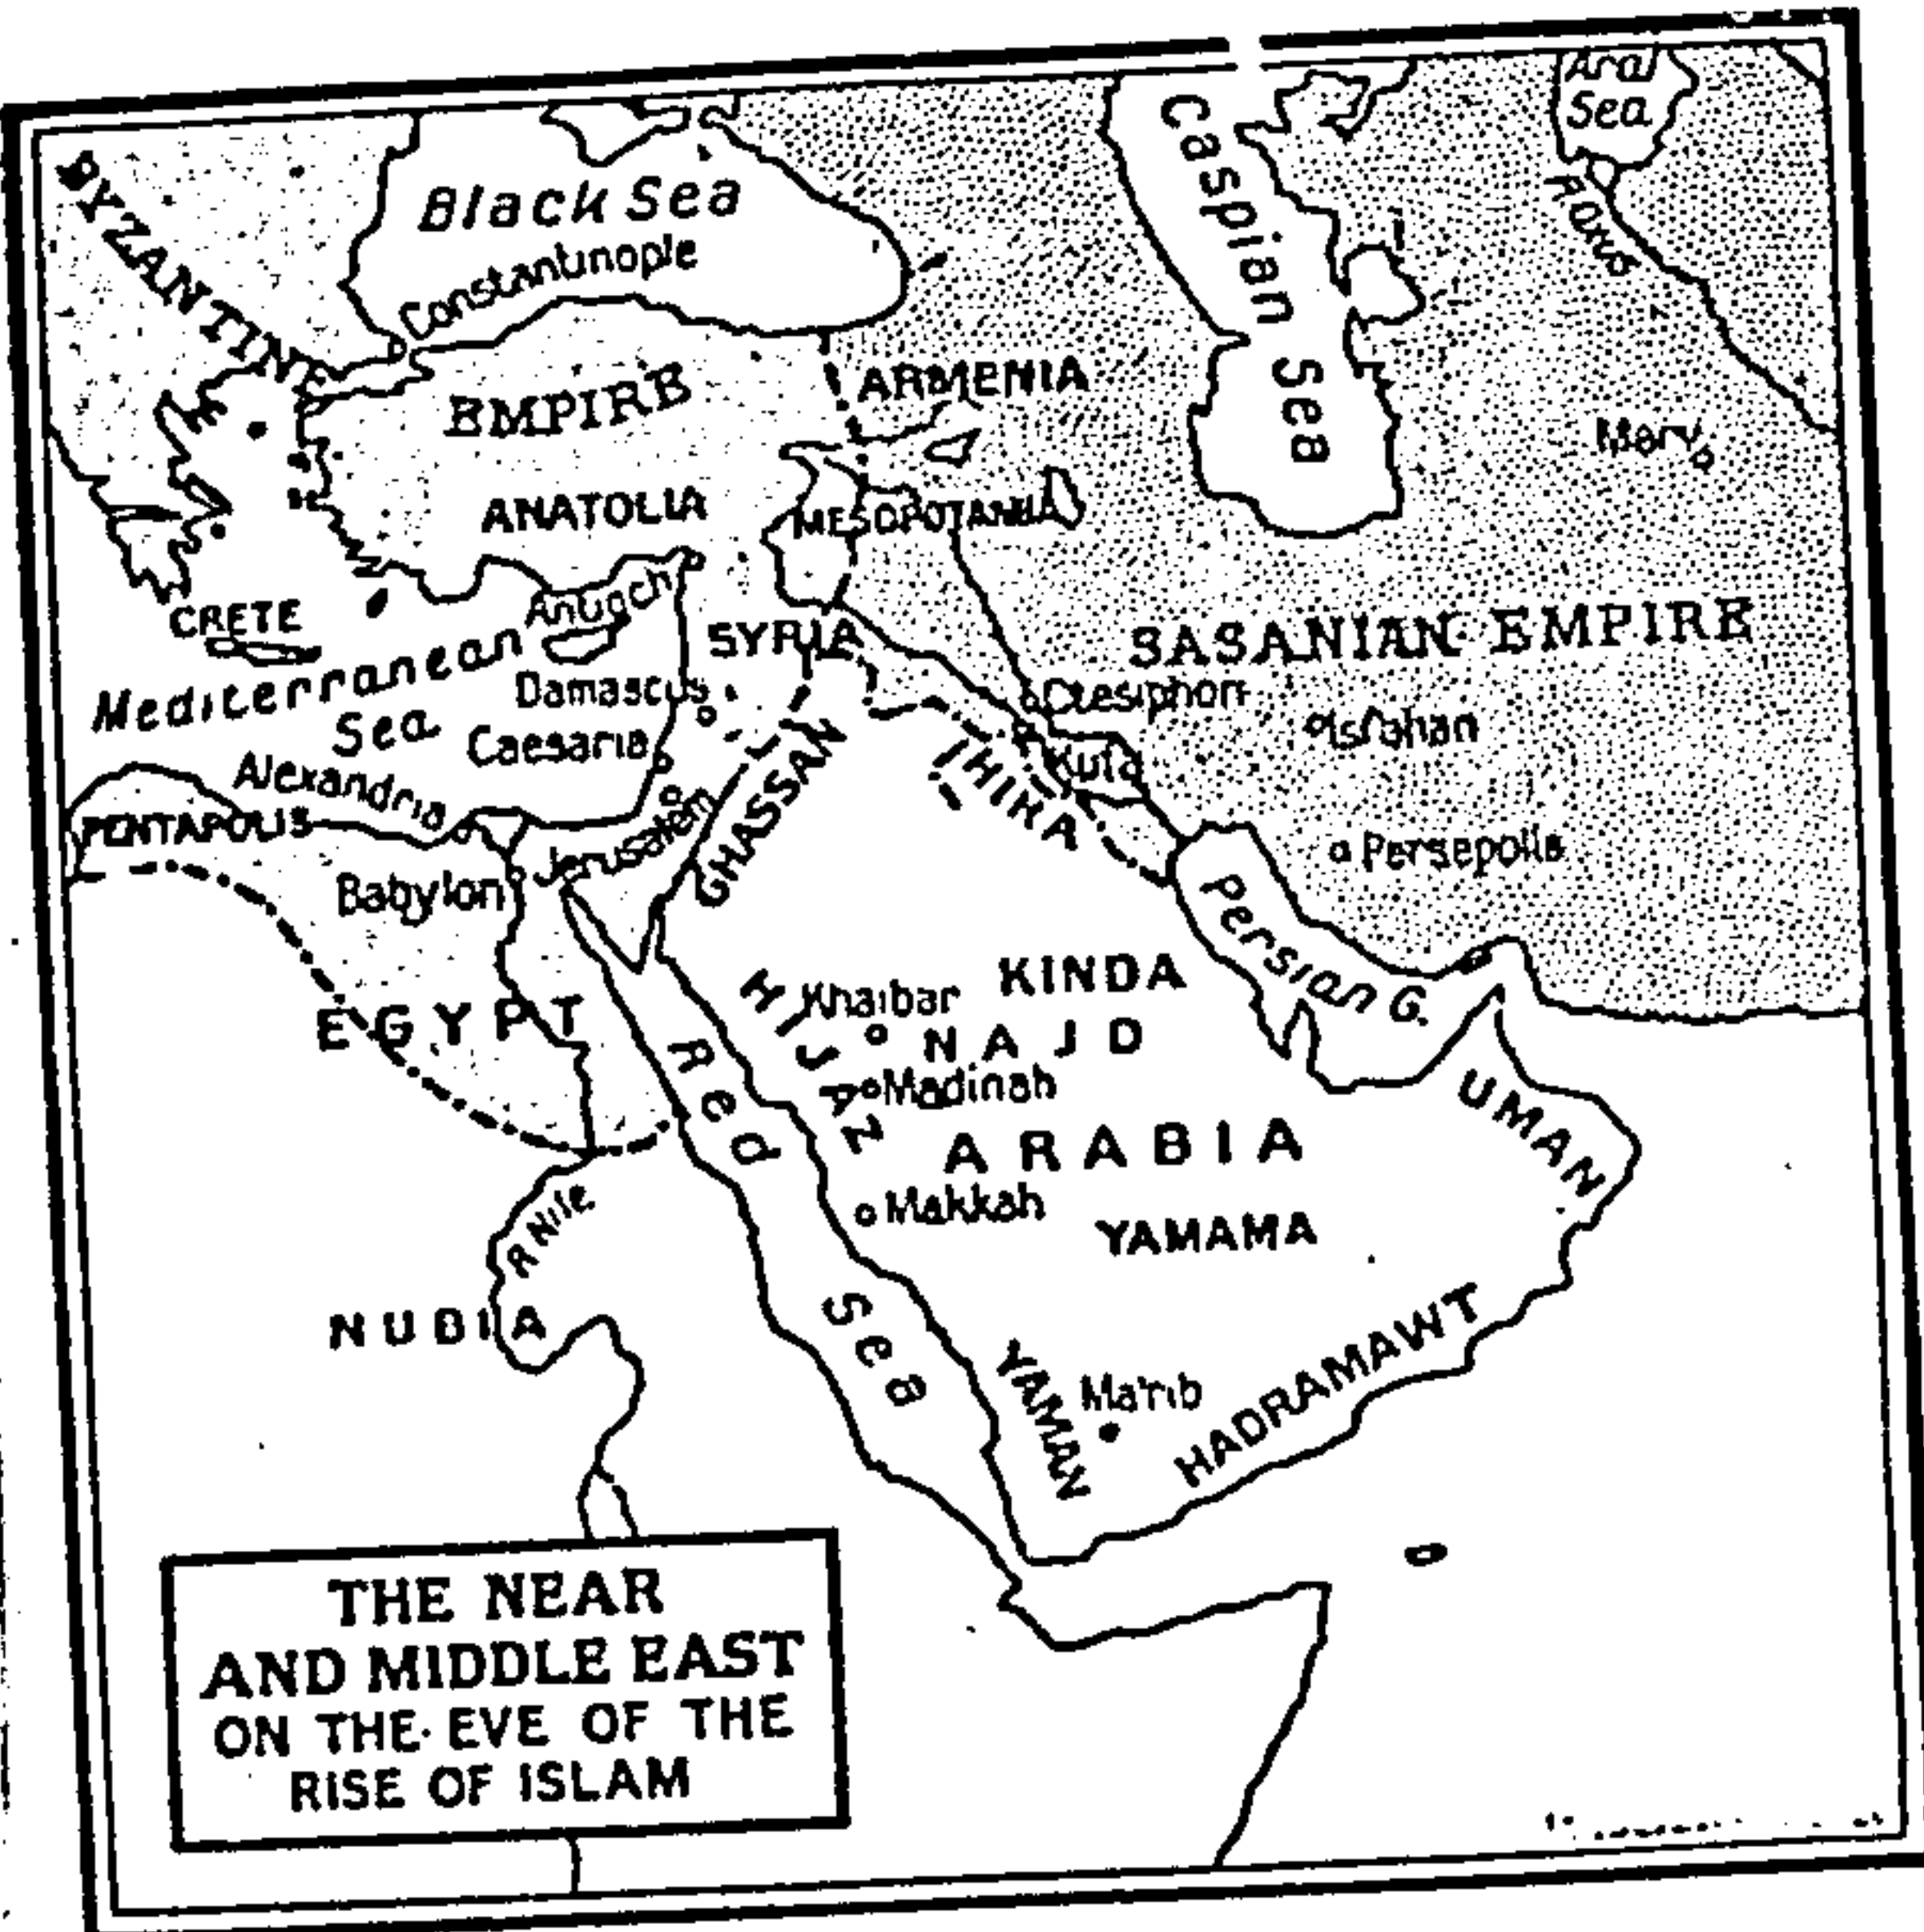 Aral
Sea
Caspian
Sea
R Oxus
BYZANTINE
EMPIRE
Black Sea
Constantinople
ARMENIA
Marv
ANATOLIA
MESOPOTAMIA
CRETE
Antioch
SYRIA
SASANIAN EMPIRE
Mediterranean
Sea
Damascus
Ctesiphon
Isfahan
Caesaria
GHASSAN
HIRA
Kufa
Alexandria
PENTAPOLIS
Jerusalem
Babylon
Persepolis
Persian G.
EGYPT
HIJAZ
Khaibar
KINDA
NAJD
Red
Sea
Madinah
ARABIA
UMAN
Makkah
YAMAMA
R Nile
NUBIA
YAMAN
Ma'rib
HADRAMAWT
THE NEAR
AND MIDDLE EAST
ON THE EVE OF THE
RISE OF ISLAM